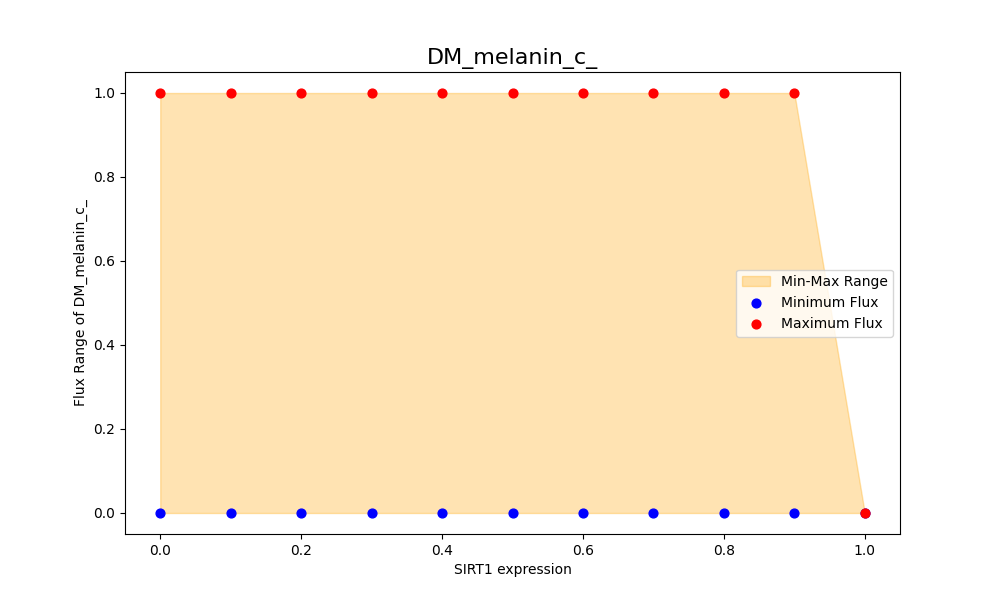 DM_melanin_c_
Flux Range of DM_melanin_c_
1.0
0.8
0.6
0.4
0.2
0.0
Min-Max Range
Minimum Flux
Maximum Flux
0.0 0.2 0.4 0.6 0.8 1.0
SIRT1 expression